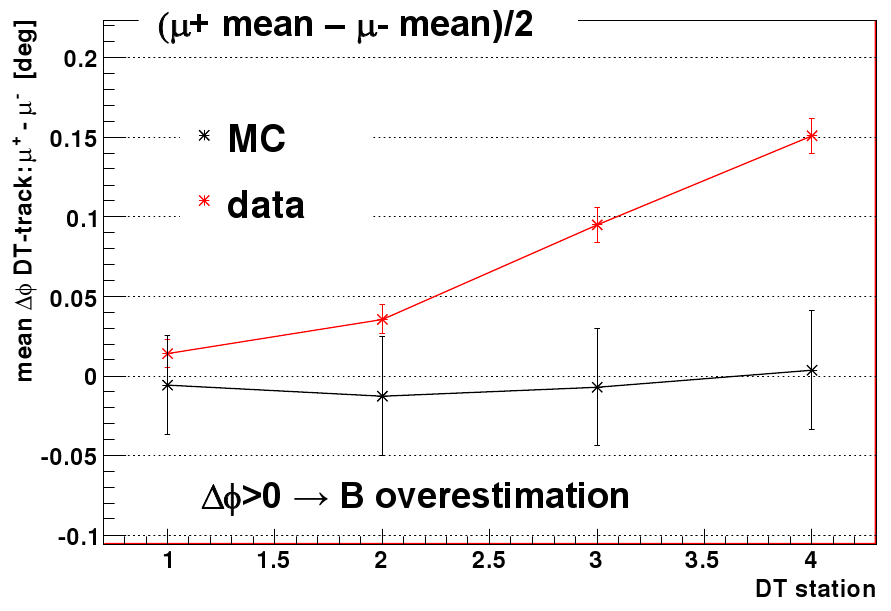 (μ+ mean – μ- mean)/2
mean Δϕ DT-track: μ⁺ - μ⁻ [deg]
0.2
0.15
0.1
0.05
0
-0.05
-0.1
MC
data
Δϕ>0 → B overestimation
1 1.5 2 2.5 3 3.5 4
DT station